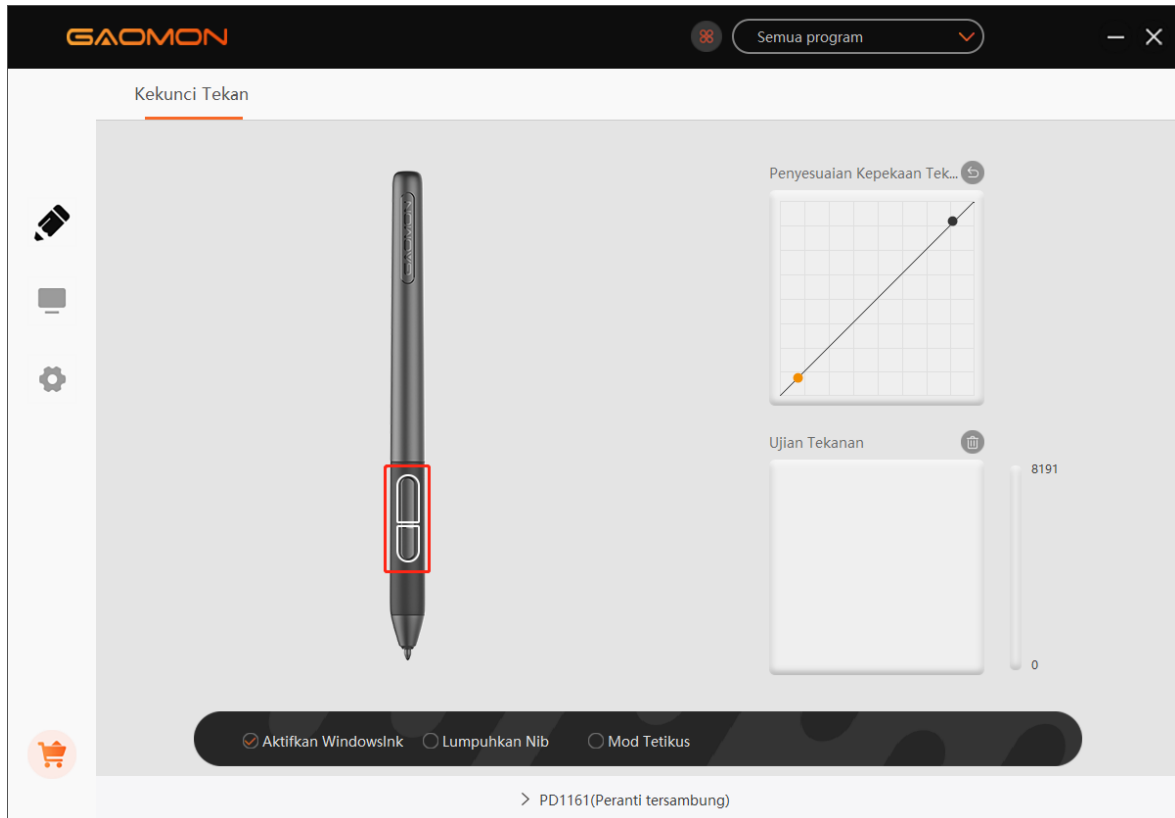 GAOMON
Semua program
Kekunci Tekan
GAOMON
Penyesuaian Kepekaan Tek...
Ujian Tekanan
8191
0
Aktifkan WindowsInk
Lumpuhkan Nib
Mod Tetikus
PD1161(Peranti tersambung)